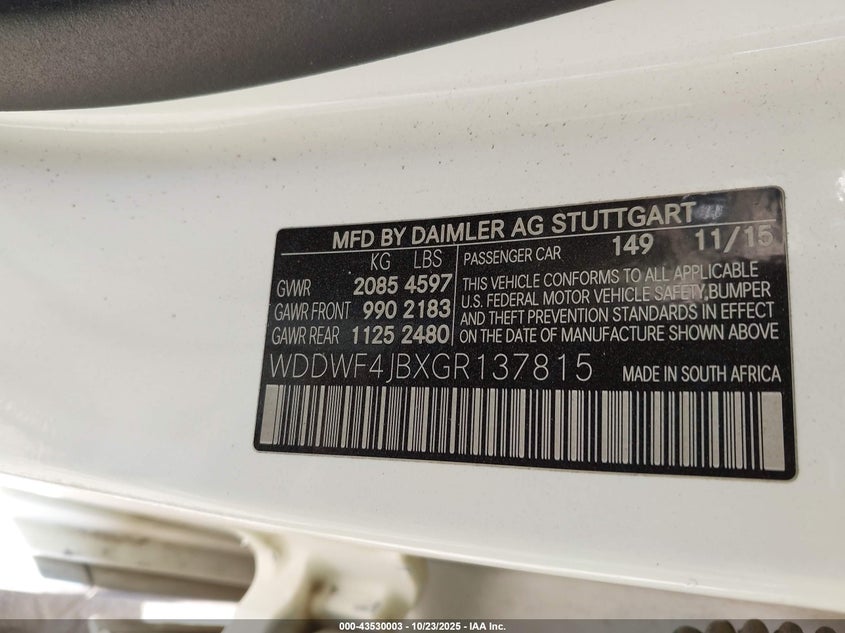 MFD BY DAIMLER AG STUTTGART
KG LBS
GVWR 2085 4597
GAWR FRONT 990 2183
GAWR REAR 1125 2480
PASSENGER CAR 149 11/15
THIS VEHICLE CONFORMS TO ALL APPLICABLE
U.S. FEDERAL MOTOR VEHICLE SAFETY,BUMPER
AND THEFT PREVENTION STANDARDS IN EFFECT
ON THE DATE OF MANUFACTURE SHOWN ABOVE
WDDWF4JBXGR137815 MADE IN SOUTH AFRICA
000-43530003 - 10/23/2025 - IAA Inc.